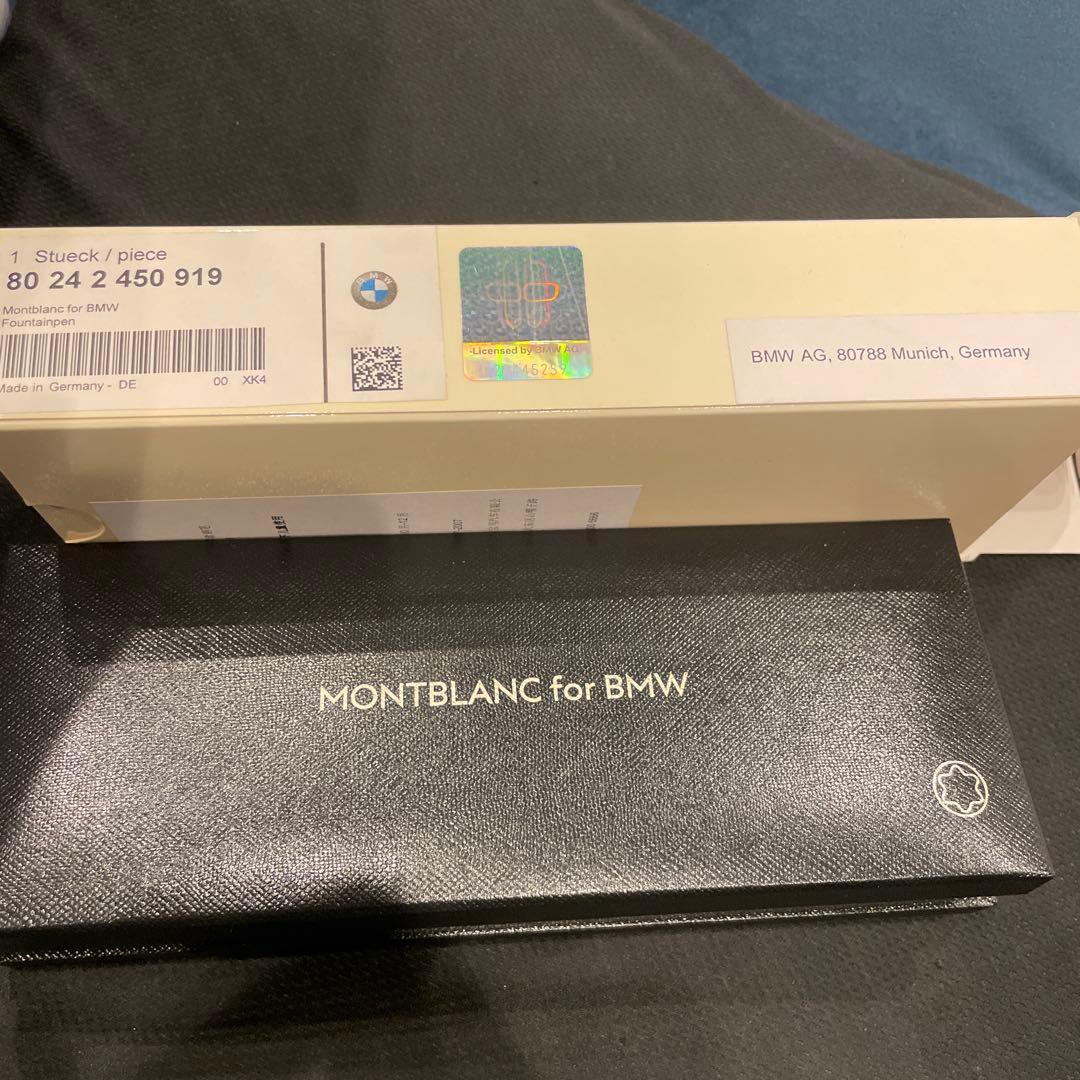 1 Stueck / piece
80 24 2 450 919
Montblanc for BMW
Fountainpen
Made in Germany - DE 00 XK4
BMW
-Licensed by BMW AG-
BMW AG, 80788 Munich, Germany
MONTBLANC for BMW